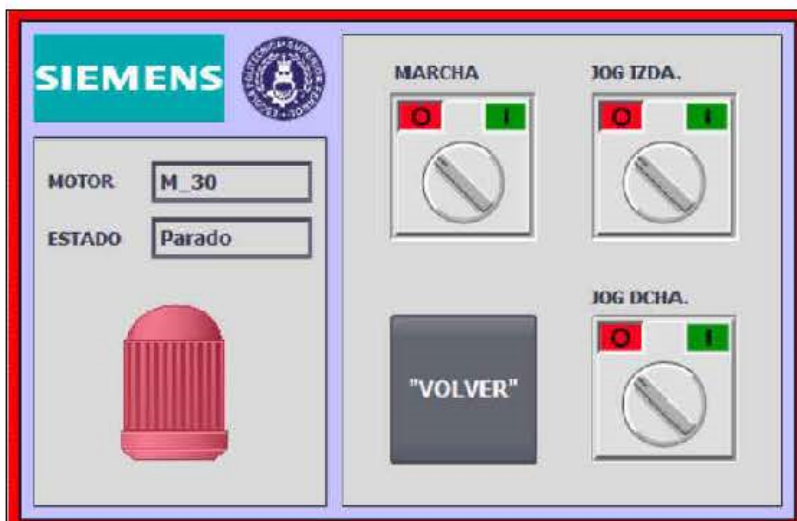 SIEMENS
MOTOR M_30
ESTADO Parado
MARCHA
O I
JOG IZDA.
O I
"VOLVER"
JOG DCHA.
O I